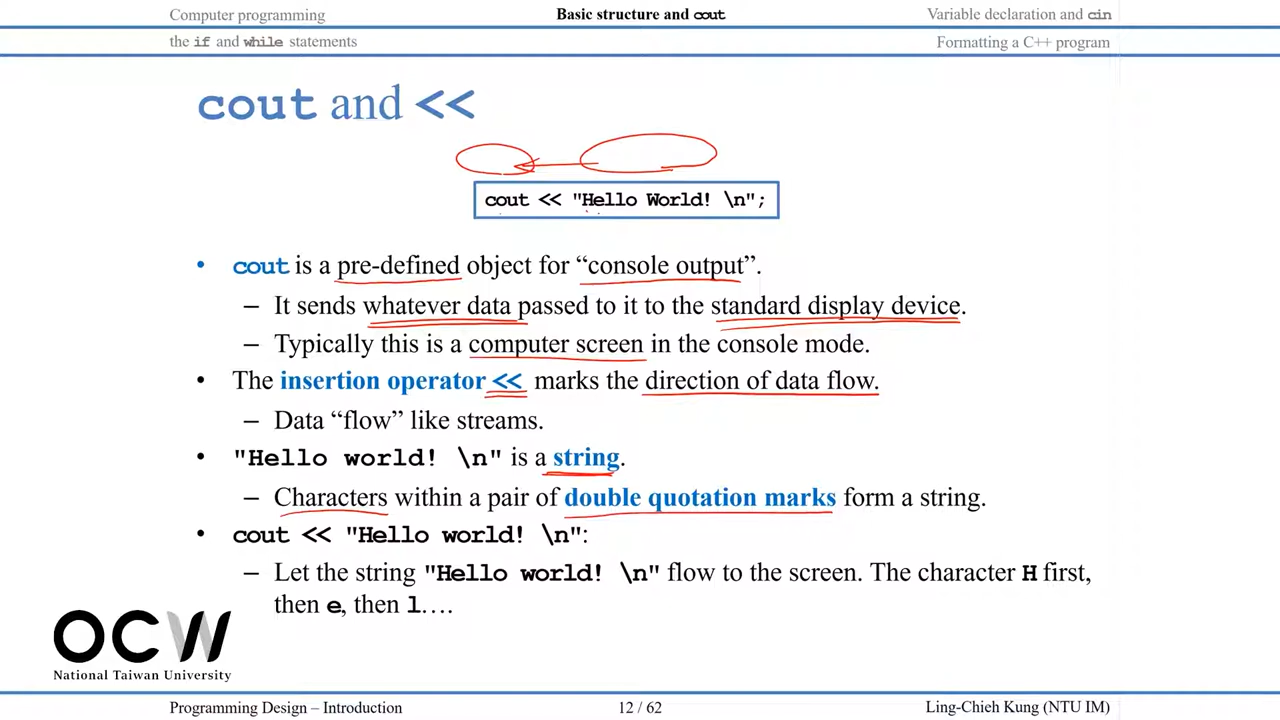 Computer programming
Basic structure and cout
Variable declaration and cin
the if and while statements
Formatting a C++ program
cout and <<
cout << "Hello World! \n";
• cout is a pre-defined object for “console output”.
– It sends whatever data passed to it to the standard display device.
– Typically this is a computer screen in the console mode.
• The insertion operator << marks the direction of data flow.
– Data “flow” like streams.
• "Hello world! \n" is a string.
– Characters within a pair of double quotation marks form a string.
• cout << "Hello world! \n":
– Let the string "Hello world! \n" flow to the screen. The character H first,
then e, then l….
OCW
National Taiwan University
Programming Design – Introduction
12 / 62
Ling-Chieh Kung (NTU IM)